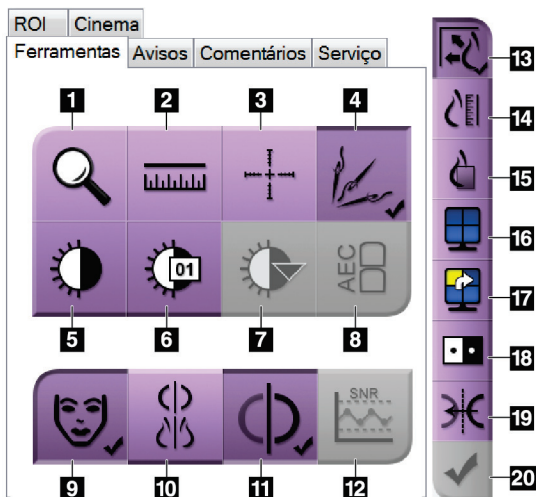 ROI Cinema
Ferramentas Avisos Comentários Serviço
1 2 3 4
01 AEC
5 6 7 8
SNR
9 10 11 12
13
14
15
16
17
18
19
20